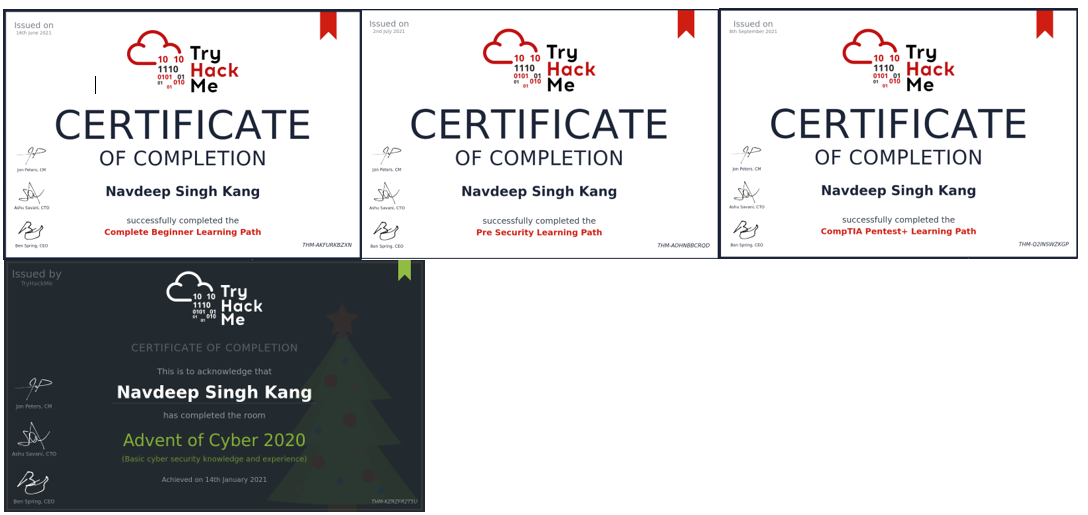 Issued on
14th June 2021
10 10
1110
0101 01
01 010
01
Try
Hack
Me
CERTIFICATE
OF COMPLETION
Jon Peters, CM
Navdeep Singh Kang
Ashu Savani, CTO
successfully completed the
Complete Beginner Learning Path
Ben Spring, CEO
THM-AKFURKBZXN
Issued on
2nd July 2021
10 10
1110
0101 01
01 010
01
Try
Hack
Me
CERTIFICATE
OF COMPLETION
Jon Peters, CM
Navdeep Singh Kang
Ashu Savani, CTO
successfully completed the
Pre Security Learning Path
Ben Spring, CEO
THM-AOHNBBCRQD
Issued on
8th September 2021
10 10
1110
0101 01
01 010
01
Try
Hack
Me
CERTIFICATE
OF COMPLETION
Jon Peters, CM
Navdeep Singh Kang
Ashu Savani, CTO
successfully completed the
CompTIA Pentest+ Learning Path
Ben Spring, CEO
THM-Q2INSWZKGP
Issued by
TryHackMe
10 10
1110
0101 01
01 010
01
Try
Hack
Me
CERTIFICATE OF COMPLETION
This is to acknowledge that
Navdeep Singh Kang
Jon Peters, CM
has completed the room
Advent of Cyber 2020
Ashu Savani, CTO
(Basic cyber security knowledge and experience)
Achieved on 14th January 2021
Ben Spring, CEO